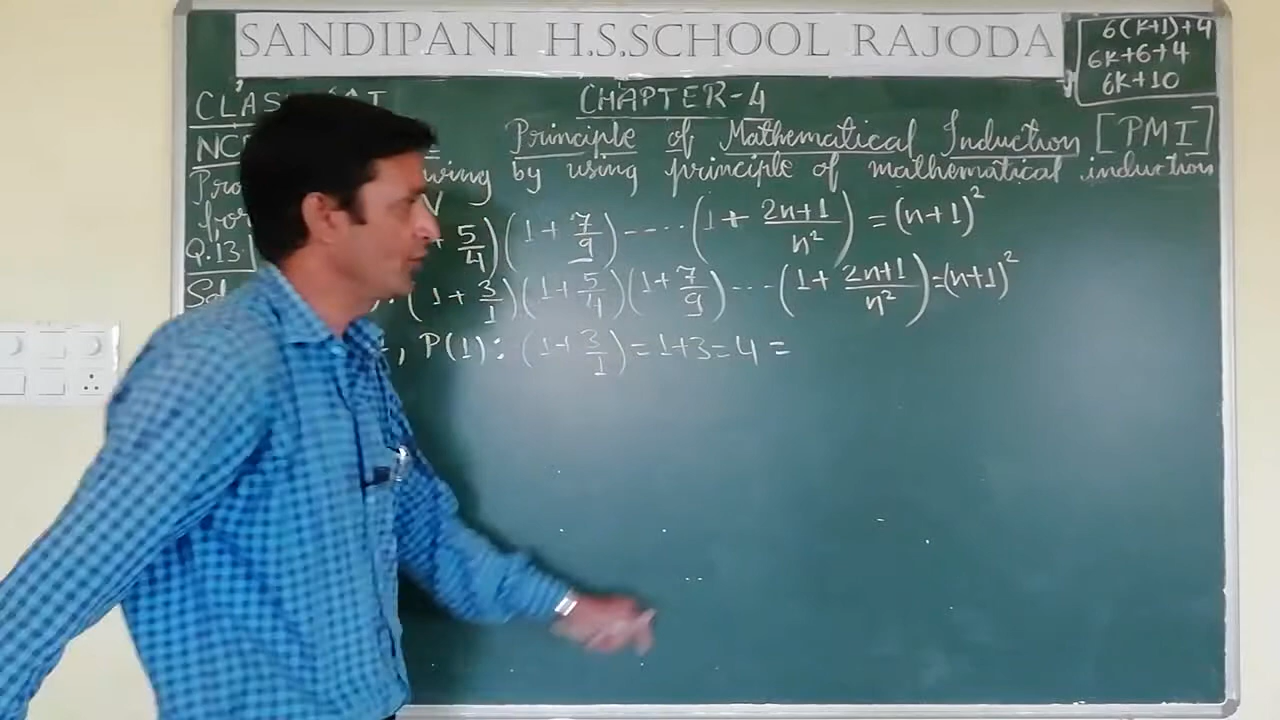 SANDIPANI H.S.SCHOOL RAJODA
6(K+1)+4
6K+6+4
6K+10
CHAPTER-4
Principle of Mathematical Induction [PMI]
by using principle of mathematical induction
Q.13 5/4)(1+7/9)-----(1+(2n+1)/n²) = (n+1)²
(1+3/1)(1+5/4)(1+7/9)---(1+(2n+1)/n²)=(n+1)²
, P(1): (1+3/1)=1+3=4=